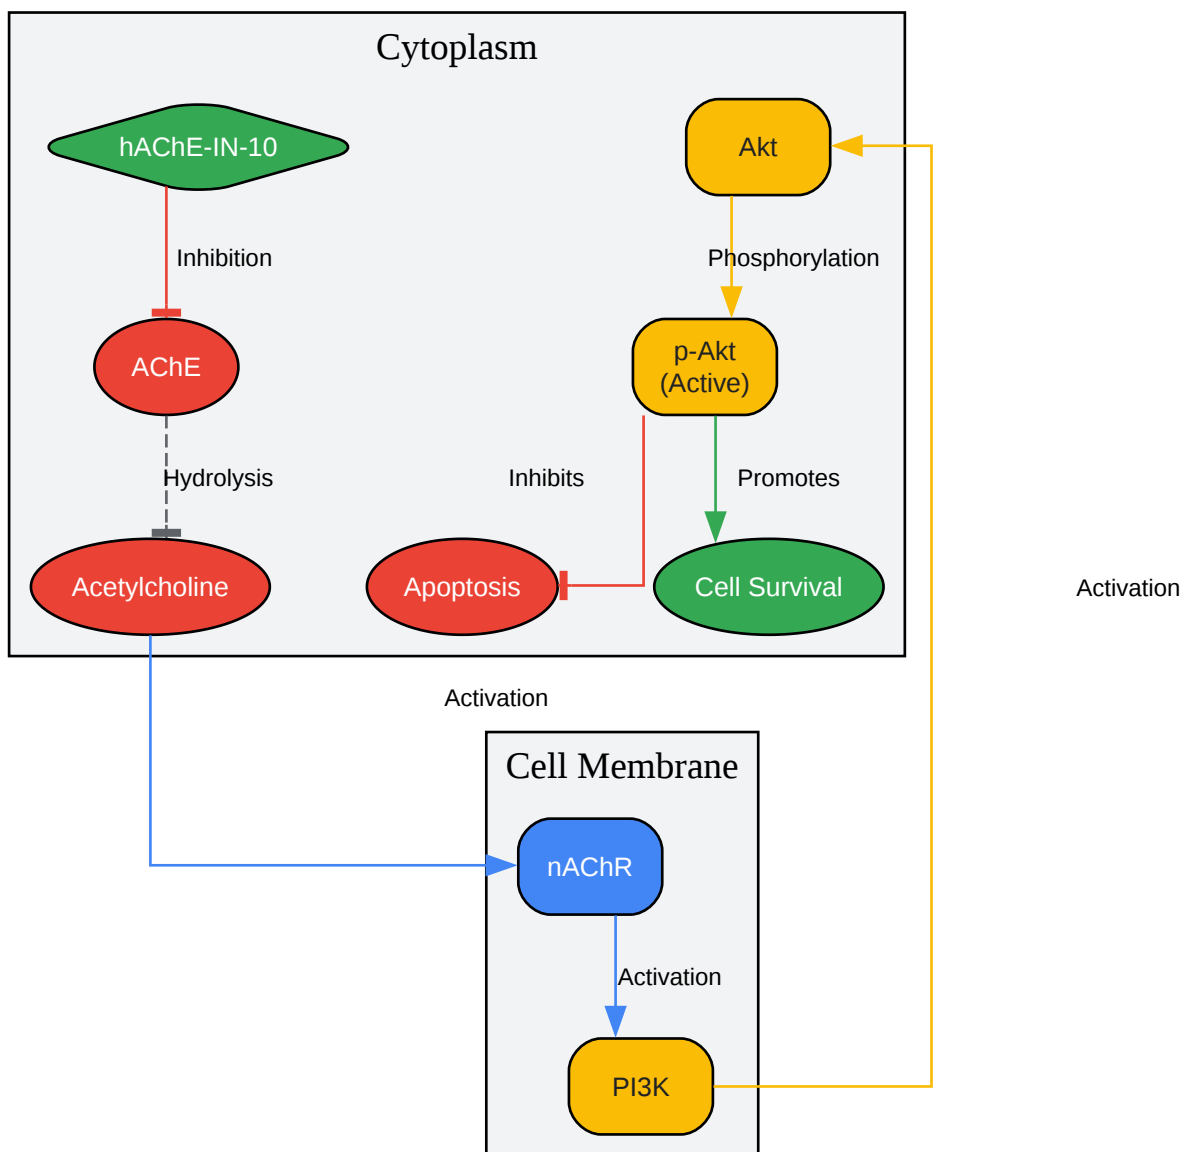 Cytoplasm
hAChE-IN-10
Akt
Inhibition
Phosphorylation
AChE
p-Akt
(Active)
Hydrolysis
Inhibits
Promotes
Acetylcholine
Apoptosis
Cell Survival
Activation
Activation
Cell Membrane
nAChR
Activation
PI3K